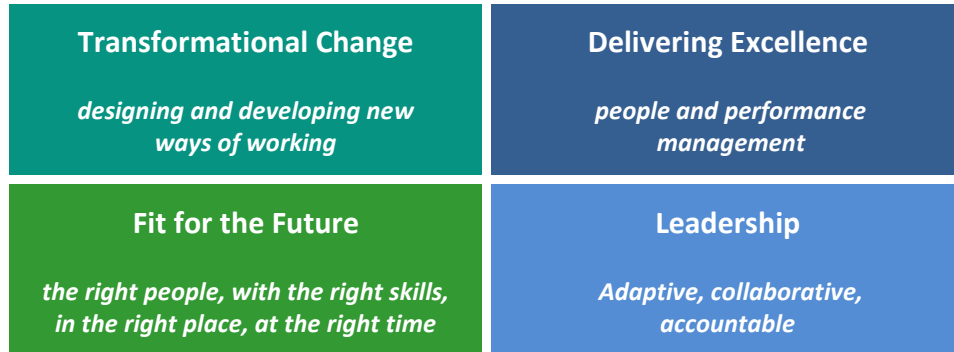 Transformational Change
designing and developing new
ways of working
Delivering Excellence
people and performance
management
Fit for the Future
the right people, with the right skills,
in the right place, at the right time
Leadership
Adaptive, collaborative,
accountable